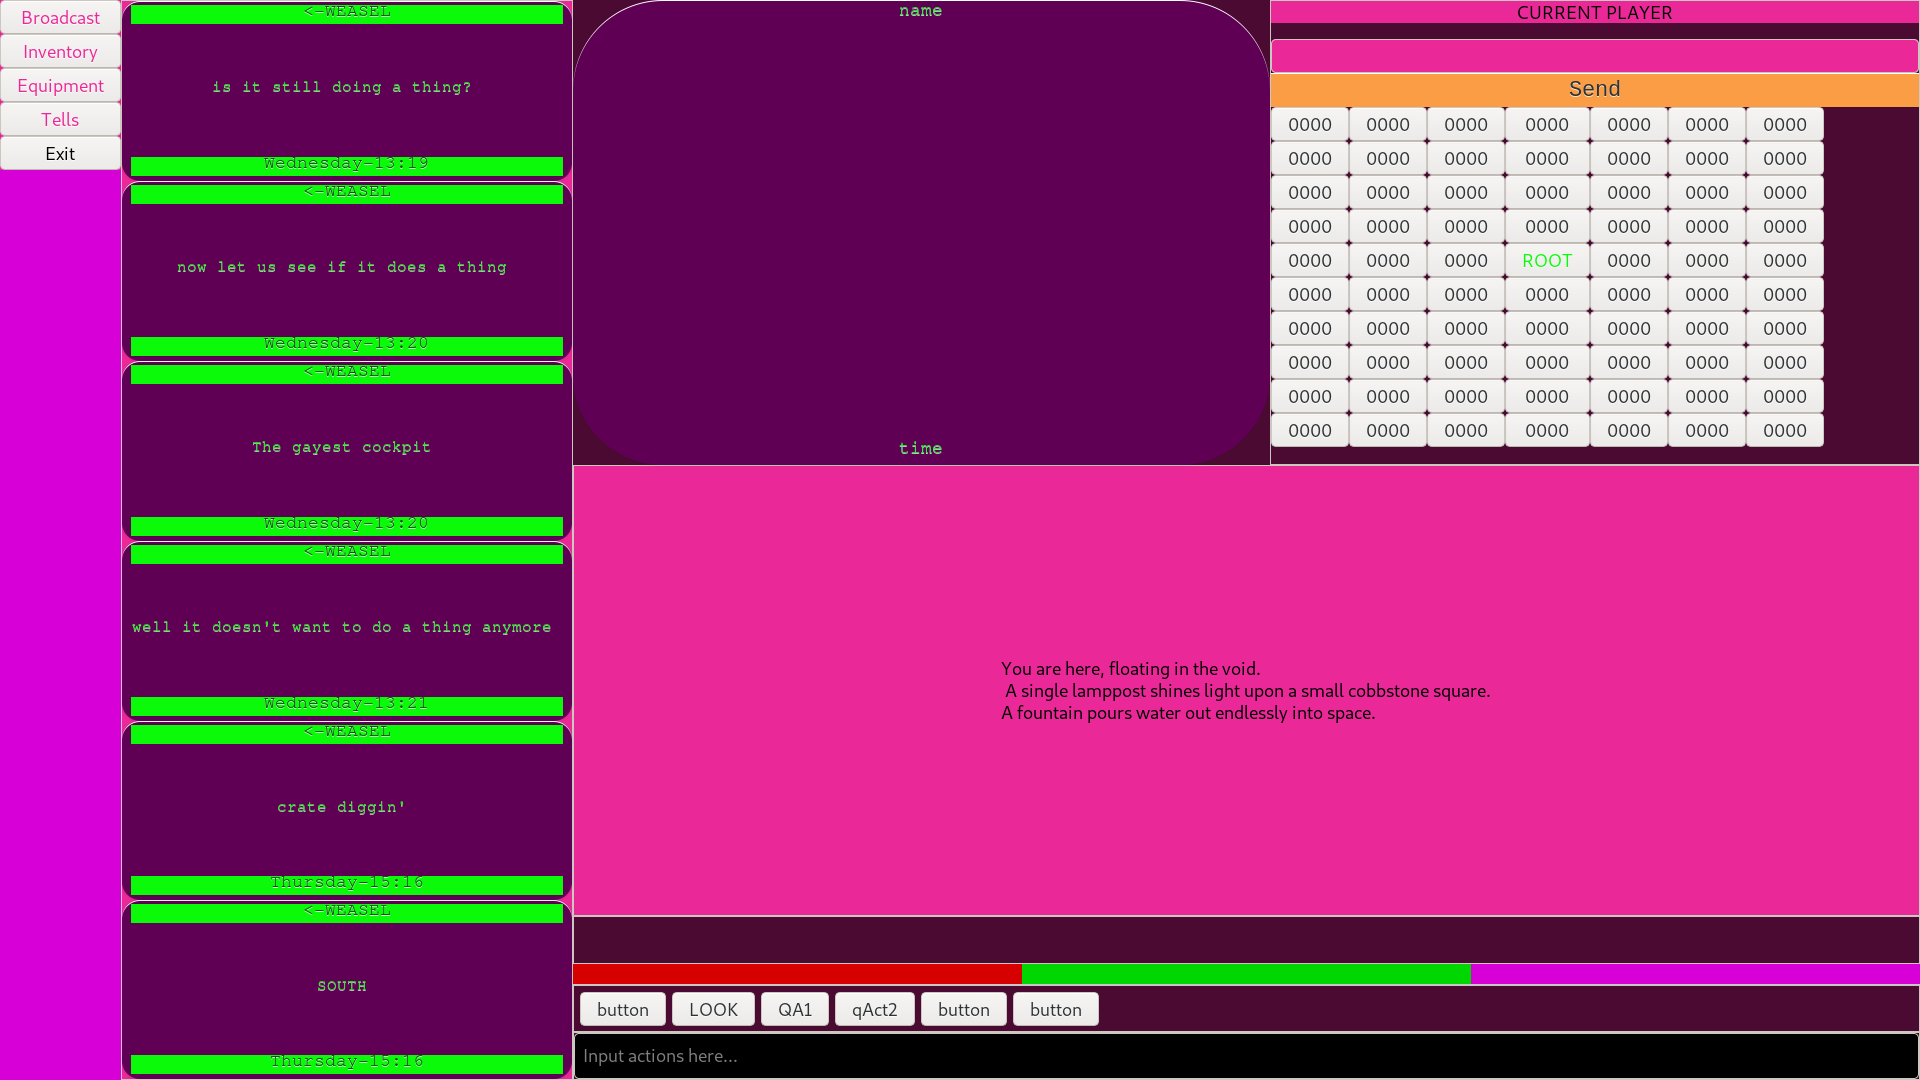 Broadcast
Inventory
Equipment
Tells
Exit
<-WEASEL
is it still doing a thing?
Wednesday-13:19
<-WEASEL
now let us see if it does a thing
Wednesday-13:20
<-WEASEL
The gayest cockpit
Wednesday-13:20
<-WEASEL
well it doesn't want to do a thing anymore
Wednesday-13:21
<-WEASEL
crate diggin'
Thursday-15:16
<-WEASEL
SOUTH
Thursday-15:16
name
time
CURRENT PLAYER
Send
0000 0000 0000 0000 0000 0000 0000
0000 0000 0000 0000 0000 0000 0000
0000 0000 0000 0000 0000 0000 0000
0000 0000 0000 0000 0000 0000 0000
0000 0000 0000 ROOT 0000 0000 0000
0000 0000 0000 0000 0000 0000 0000
0000 0000 0000 0000 0000 0000 0000
0000 0000 0000 0000 0000 0000 0000
0000 0000 0000 0000 0000 0000 0000
0000 0000 0000 0000 0000 0000 0000
You are here, floating in the void.
A single lamppost shines light upon a small cobbstone square.
A fountain pours water out endlessly into space.
button LOOK QA1 qAct2 button button
Input actions here...